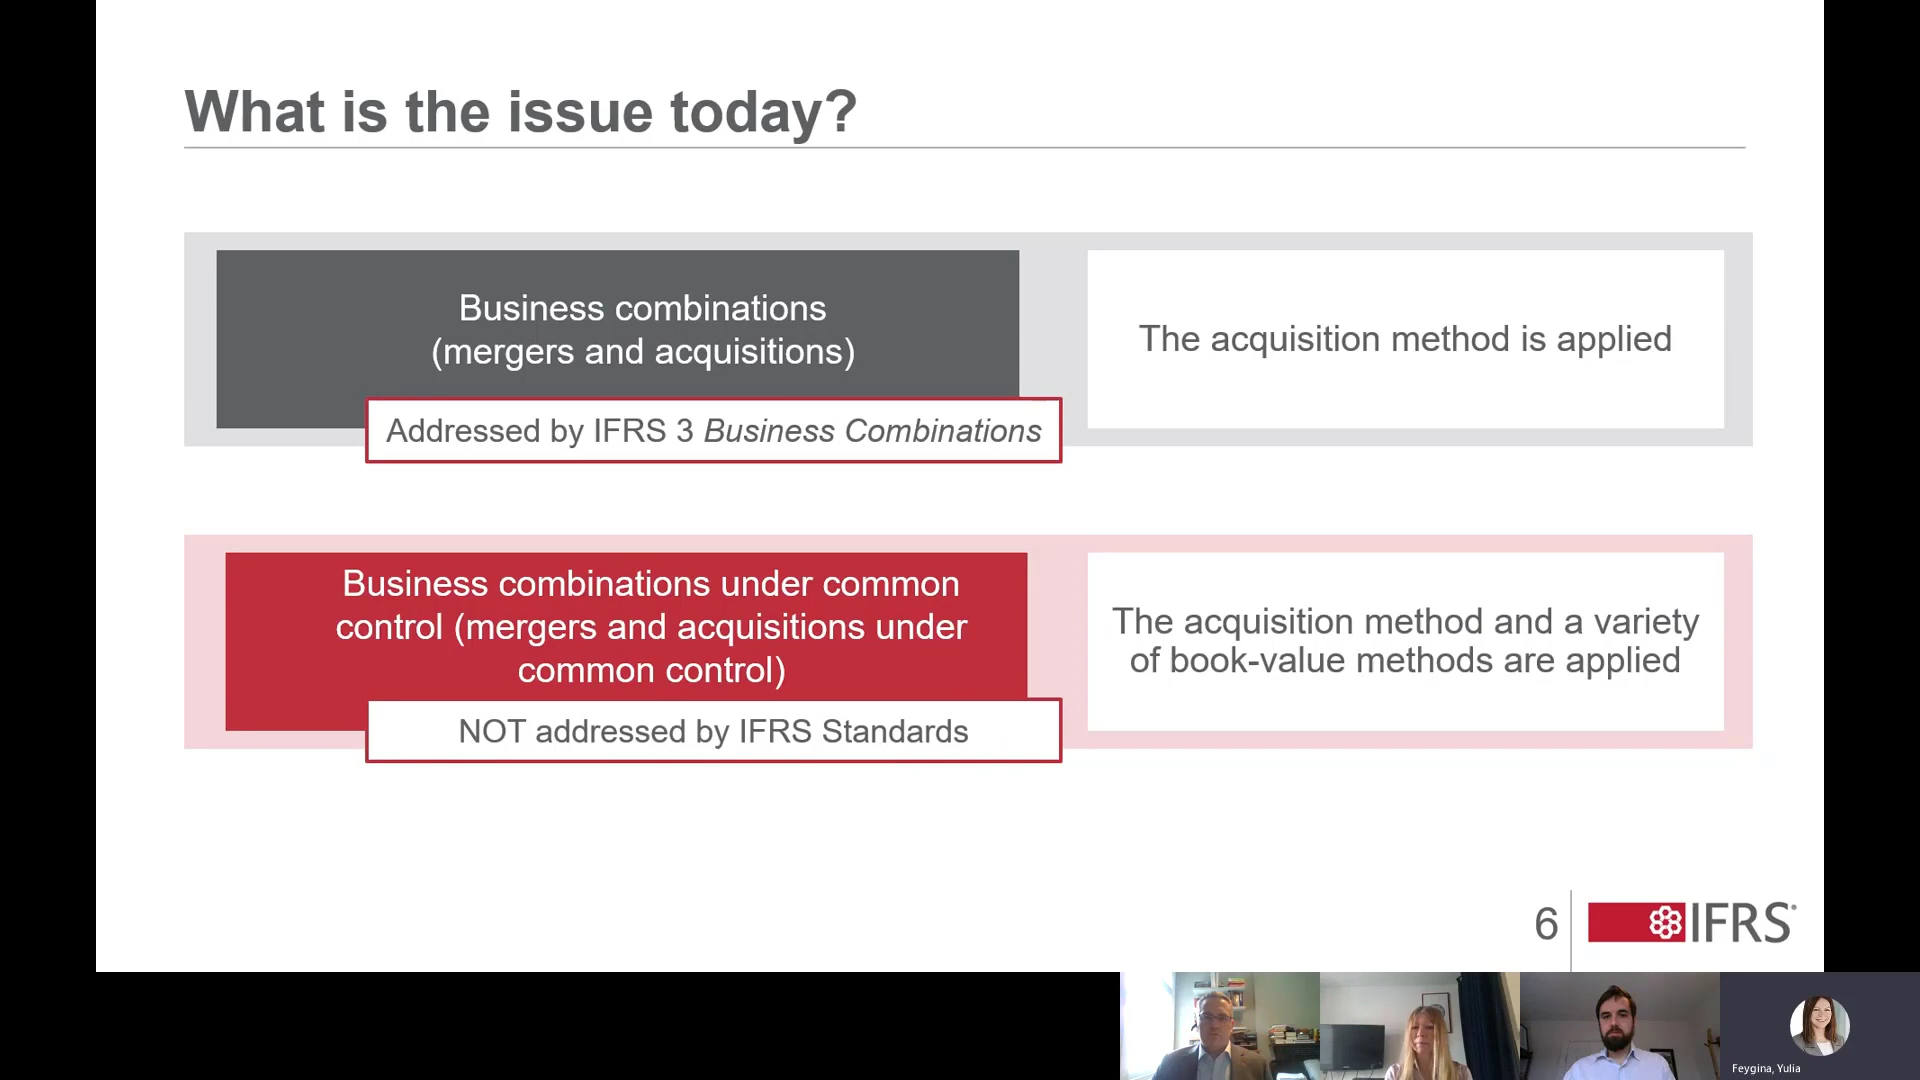 What is the issue today?
Business combinations
(mergers and acquisitions)
The acquisition method is applied
Addressed by IFRS 3 Business Combinations
Business combinations under common
control (mergers and acquisitions under
common control)
The acquisition method and a variety
of book-value methods are applied
NOT addressed by IFRS Standards
6
IFRS®
Feygina, Yulia